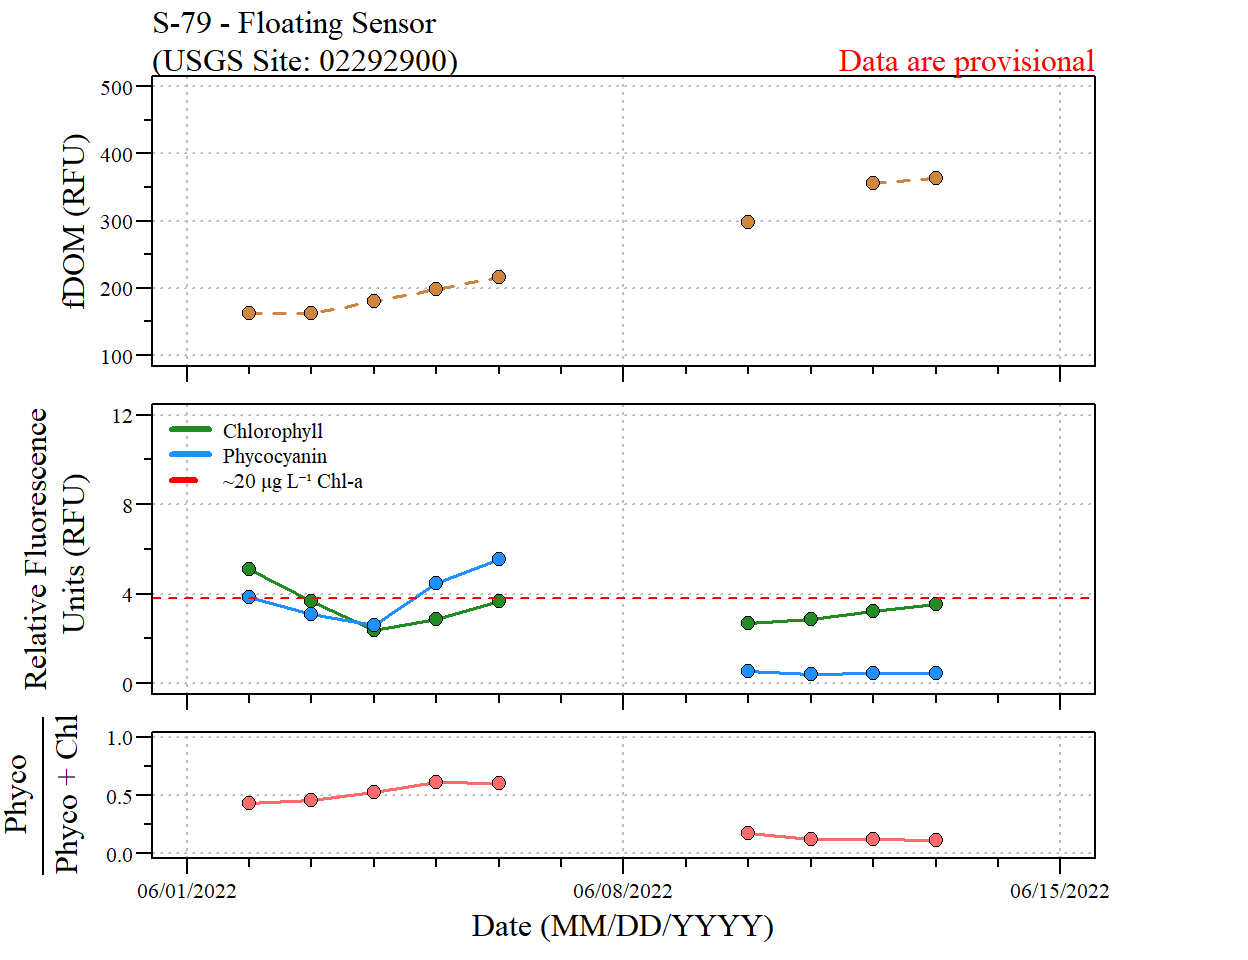 S-79 - Floating Sensor
(USGS Site: 02292900)
Data are provisional
500
400
300
200
100
fDOM (RFU)
12
8
4
0
Relative Fluorescence
Units (RFU)
Chlorophyll
Phycocyanin
~20 µg L⁻¹ Chl-a
1.0
0.5
0.0
Phyco
Phyco + Chl
06/01/2022
06/08/2022
06/15/2022
Date (MM/DD/YYYY)